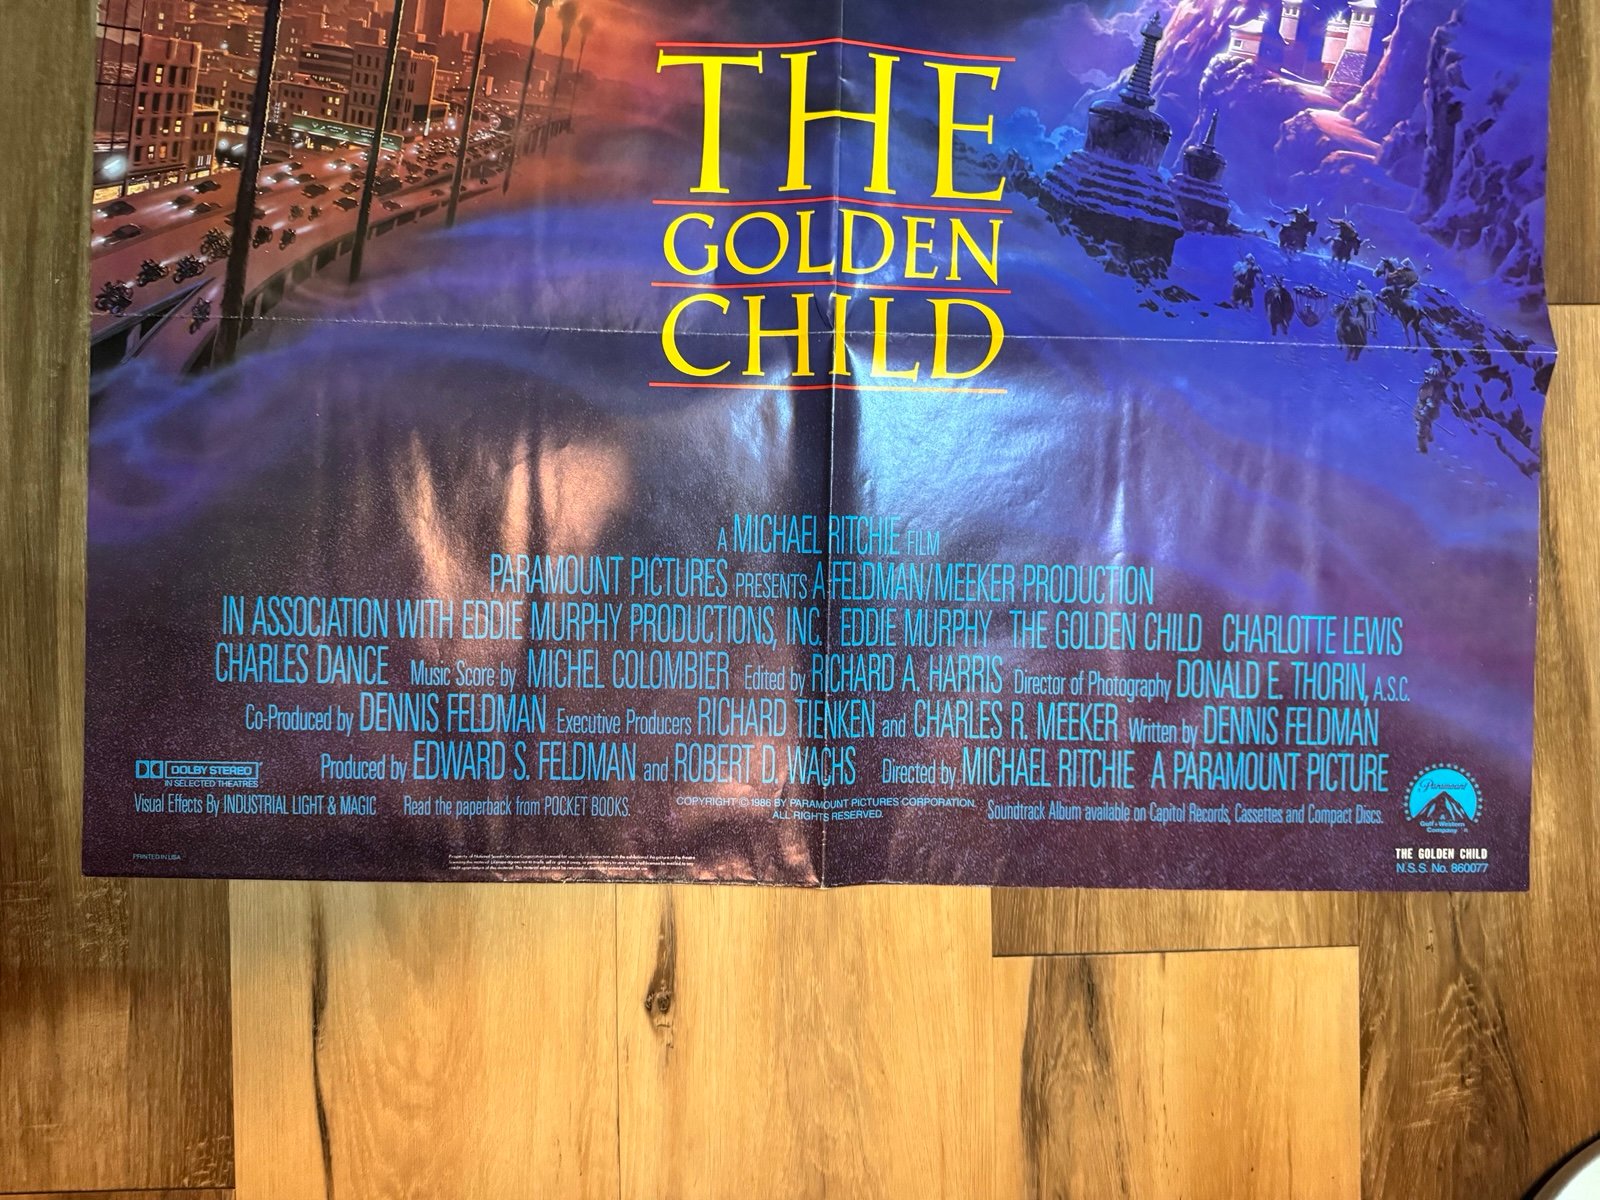 THE
GOLDEN
CHILD
A MICHAEL RITCHIE FILM
PARAMOUNT PICTURES PRESENTS A FELDMAN/MEEKER PRODUCTION
IN ASSOCIATION WITH EDDIE MURPHY PRODUCTIONS, INC. EDDIE MURPHY THE GOLDEN CHILD CHARLOTTE LEWIS
CHARLES DANCE Music Score by MICHEL COLOMBIER Edited by RICHARD A. HARRIS Director of Photography DONALD E. THORIN, A.S.C.
Co-Produced by DENNIS FELDMAN Executive Producers RICHARD TIENKEN and CHARLES R. MEEKER Written by DENNIS FELDMAN
Produced by EDWARD S. FELDMAN and ROBERT D. WACHS Directed by MICHAEL RITCHIE A PARAMOUNT PICTURE
DOLBY STEREO
IN SELECTED THEATRES
Visual Effects By INDUSTRIAL LIGHT & MAGIC Read the paperback from POCKET BOOKS.
COPYRIGHT © 1986 BY PARAMOUNT PICTURES CORPORATION.
ALL RIGHTS RESERVED.
Soundtrack Album available on Capitol Records, Cassettes and Compact Discs.
Paramount
Gulf+Western
Company
PRINTED IN USA
THE GOLDEN CHILD
N.S.S. No. 860077